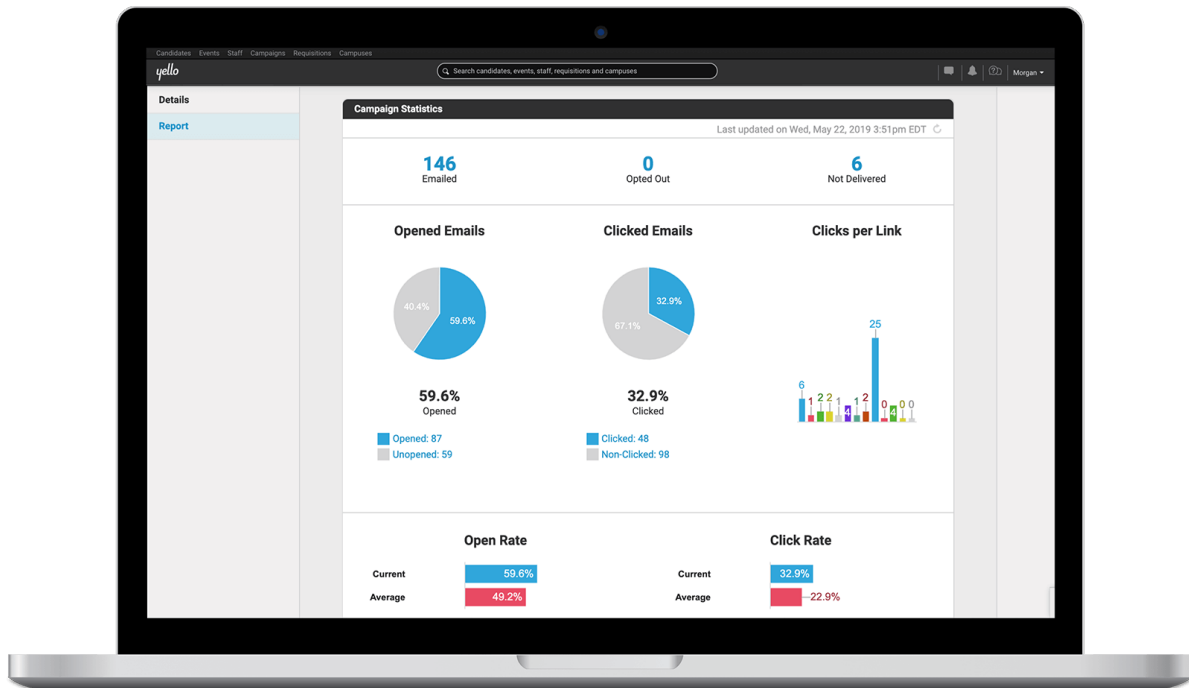 Candidates Events Staff Campaigns Requisitions Campuses
yello
Search candidates, events, staff, requisitions and campuses
Morgan
Details
Report
Campaign Statistics
Last updated on Wed, May 22, 2019 3:51pm EDT
146 0 6
Emailed Opted Out Not Delivered
Opened Emails Clicked Emails Clicks per Link
40.4% 59.6%
32.9% 67.1%
25
6 1 2 2 1 4 1 2 0 4 0 0
59.6% 32.9%
Opened Clicked
Opened: 87 Clicked: 48
Unopened: 59 Non-Clicked: 98
Open Rate Click Rate
Current 59.6% Current 32.9%
Average 49.2% Average 22.9%